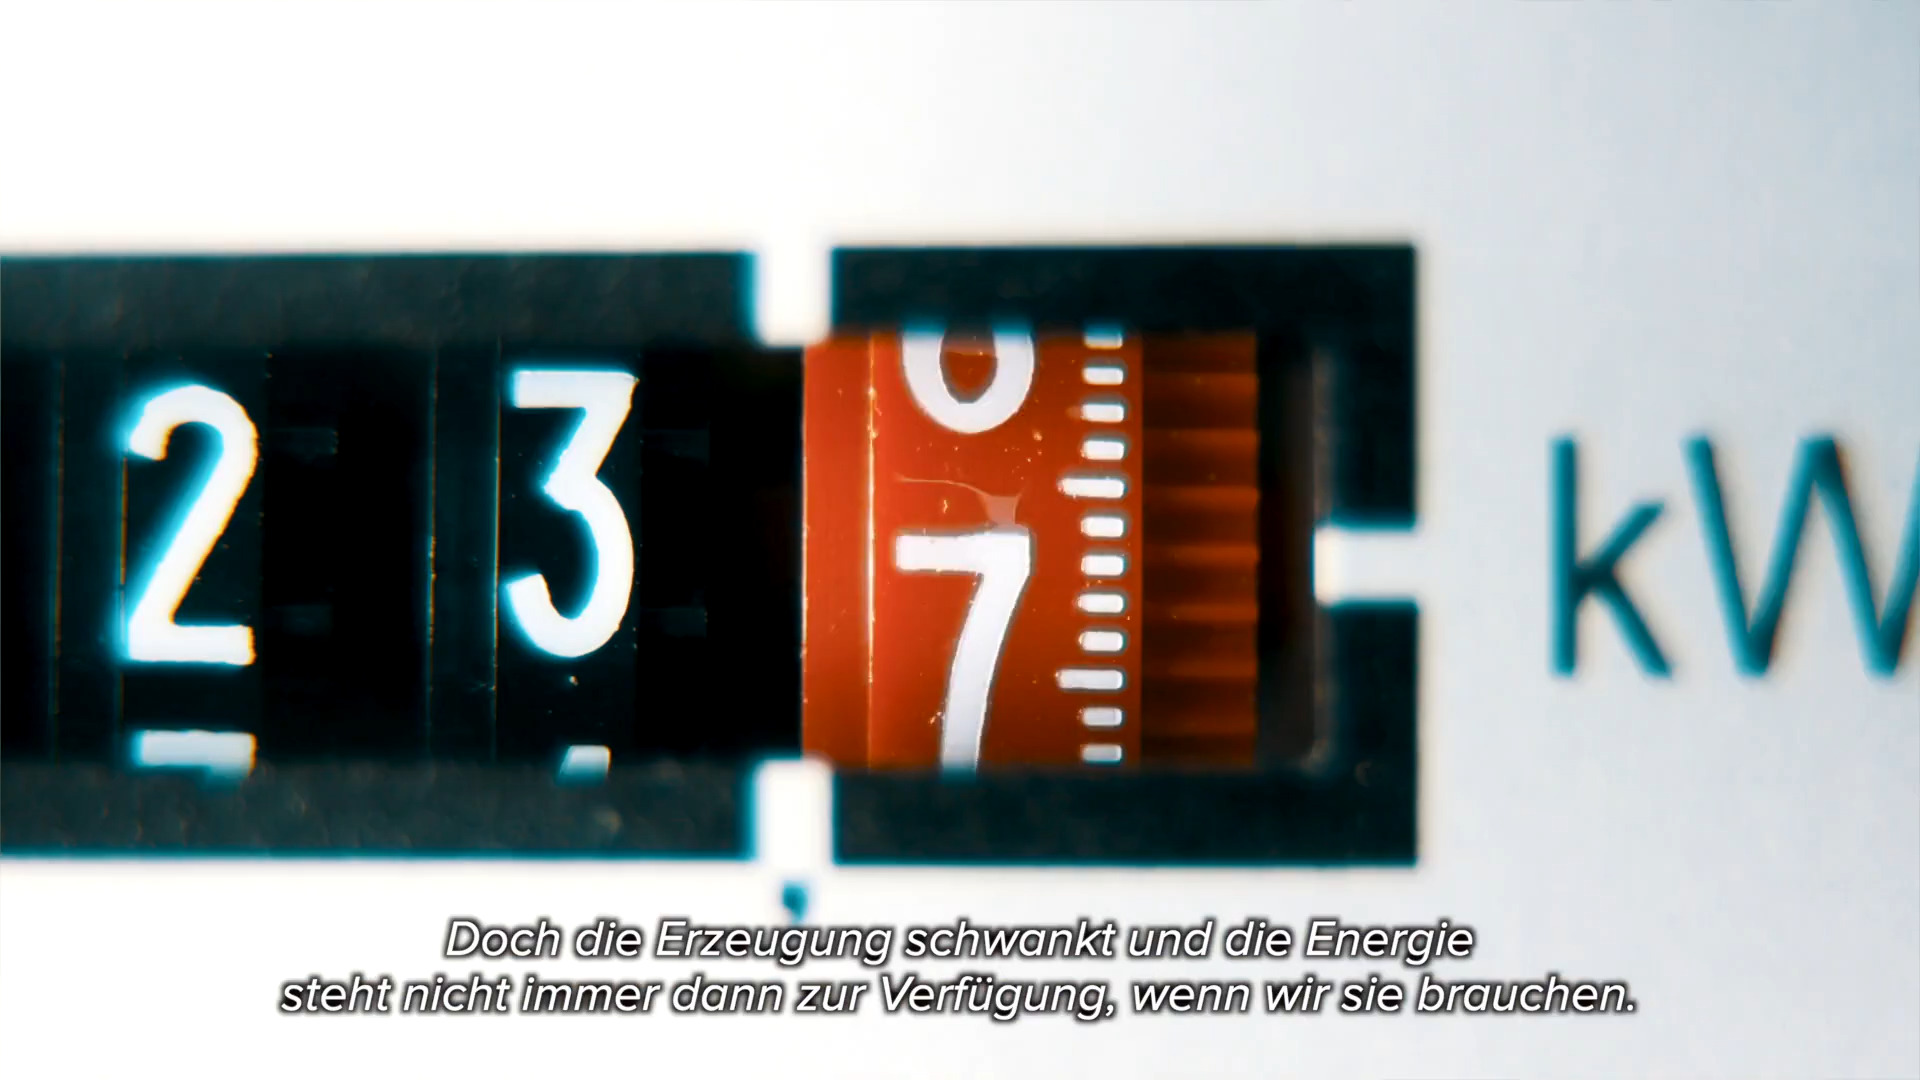 2 3 7 kW
Doch die Erzeugung schwankt und die Energie
steht nicht immer dann zur Verfügung, wenn wir sie brauchen.